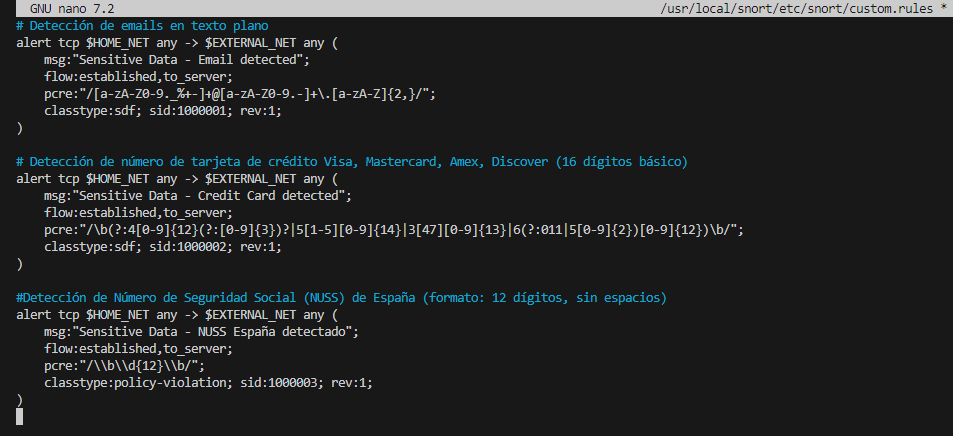 GNU nano 7.2 /usr/local/snort/etc/snort/custom.rules *
# Detección de emails en texto plano
alert tcp $HOME_NET any -> $EXTERNAL_NET any (
    msg:"Sensitive Data - Email detected";
    flow:established,to_server;
    pcre:"/[a-zA-Z0-9._%+-]+@[a-zA-Z0-9.-]+\.[a-zA-Z]{2,}/";
    classtype:sdf; sid:1000001; rev:1;
)
# Detección de número de tarjeta de crédito Visa, Mastercard, Amex, Discover (16 dígitos básico)
alert tcp $HOME_NET any -> $EXTERNAL_NET any (
    msg:"Sensitive Data - Credit Card detected";
    flow:established,to_server;
    pcre:"/\b(?:4[0-9]{12}(?:[0-9]{3})?|5[1-5][0-9]{14}|3[47][0-9]{13}|6(?:011|5[0-9]{2})[0-9]{12})\b/";
    classtype:sdf; sid:1000002; rev:1;
)
#Detección de Número de Seguridad Social (NUSS) de España (formato: 12 dígitos, sin espacios)
alert tcp $HOME_NET any -> $EXTERNAL_NET any (
    msg:"Sensitive Data - NUSS España detectado";
    flow:established,to_server;
    pcre:"/\\b\\d{12}\\b/";
    classtype:policy-violation; sid:1000003; rev:1;
)